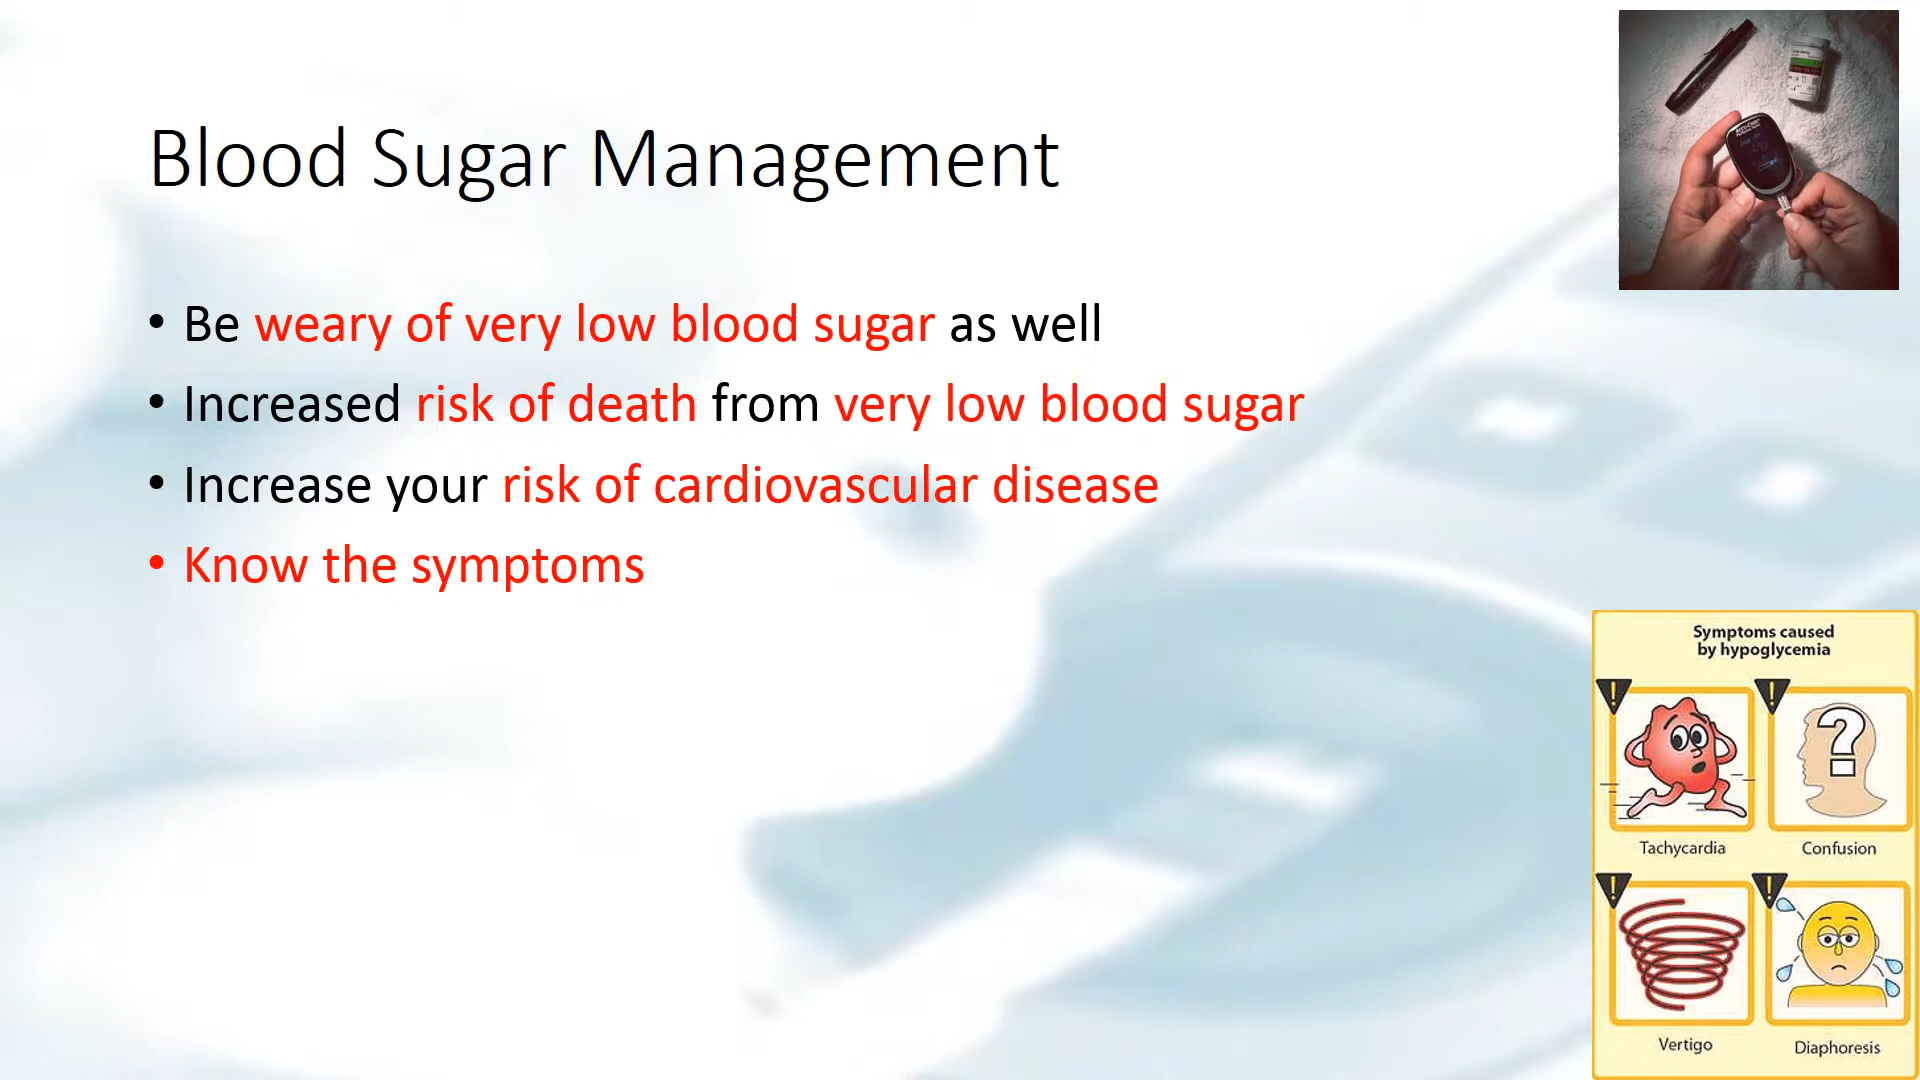 Blood Sugar Management
• Be weary of very low blood sugar as well
• Increased risk of death from very low blood sugar
• Increase your risk of cardiovascular disease
• Know the symptoms
ACCU-CHEK
Symptoms caused
by hypoglycemia
Tachycardia
Confusion
Vertigo
Diaphoresis